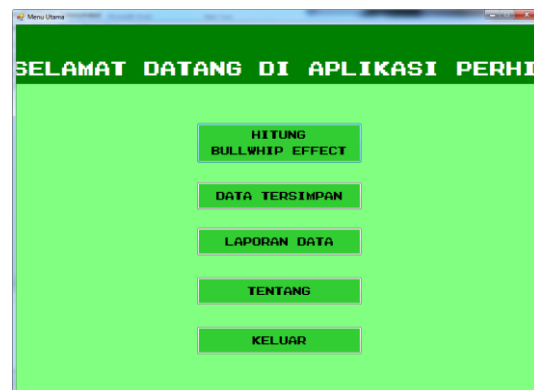 Menu Utama
SELAMAT DATANG DI APLIKASI PERHI
HITUNG
BULLWHIP EFFECT
DATA TERSIMPAN
LAPORAN DATA
TENTANG
KELUAR